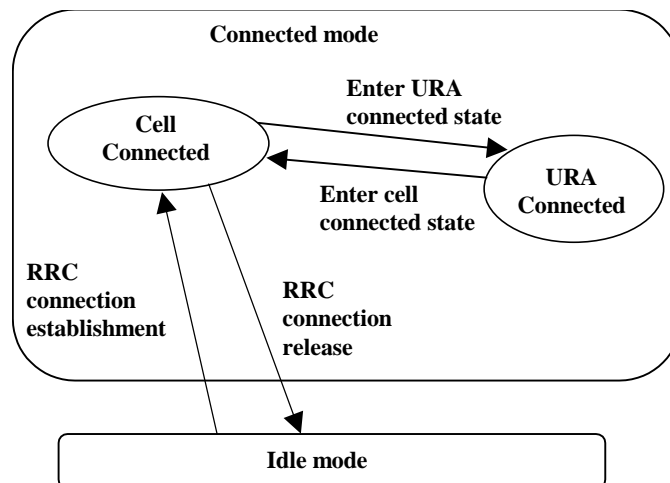 Connected mode
Enter URA
connected state
Cell
Connected
URA
Connected
Enter cell
connected state
RRC
connection
establishment
RRC
connection
release
Idle mode